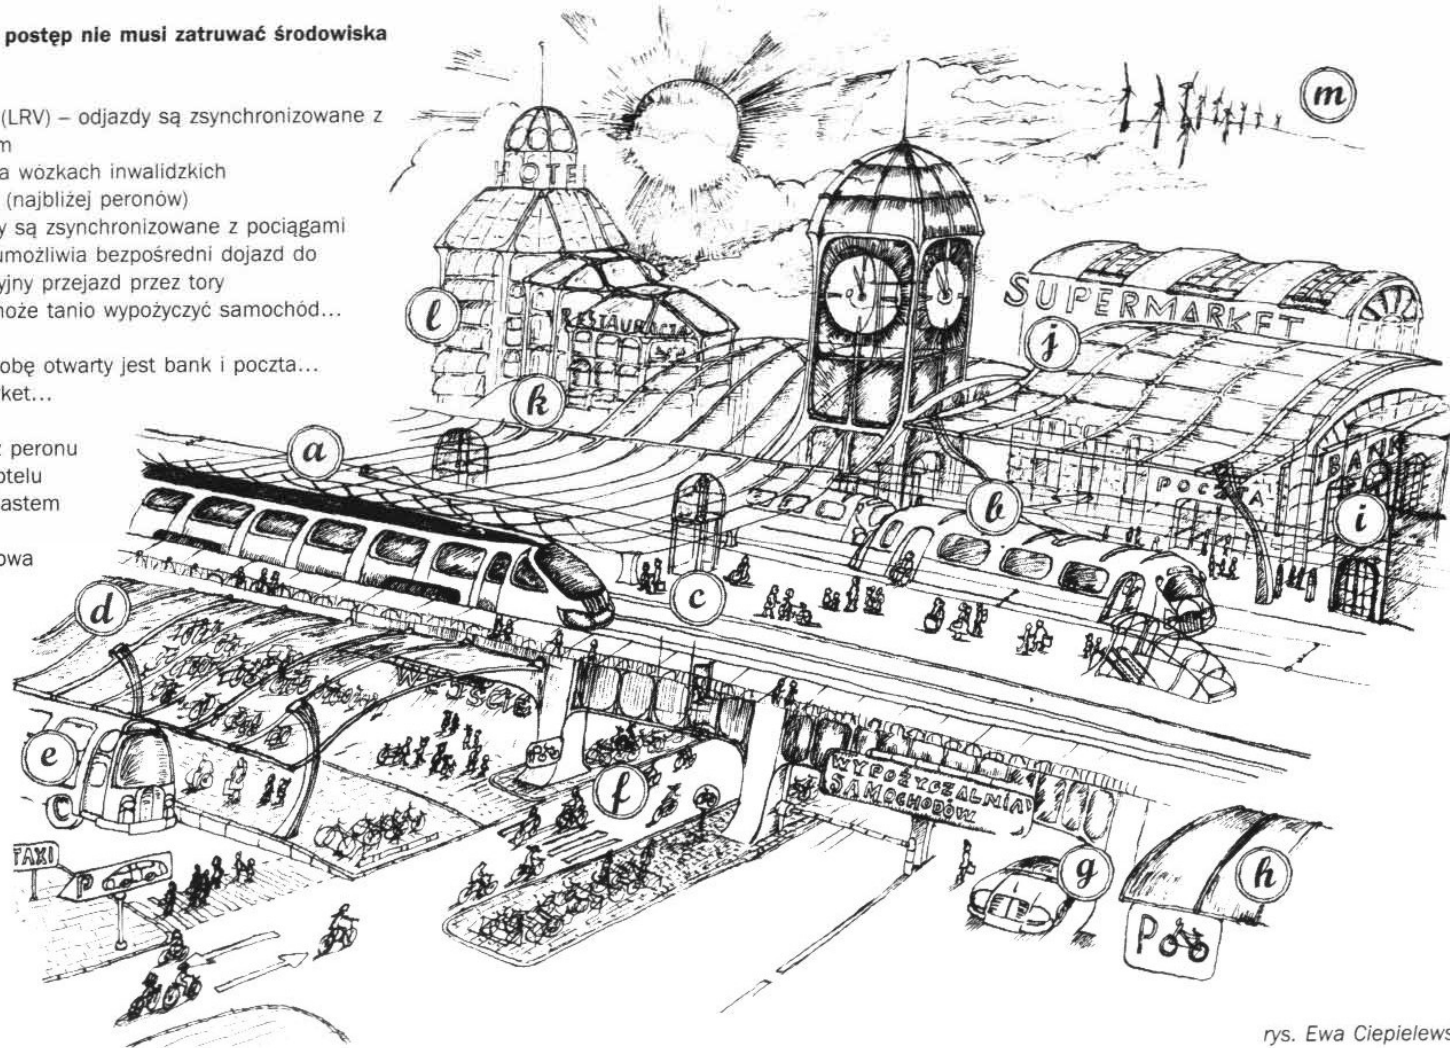 postęp nie musi zatruwać środowiska
(LRV) – odjazdy są zsynchronizowane z
m
a wózkach inwalidzkich
(najbliżej peronów)
y są zsynchronizowane z pociągami
umożliwia bezpośredni dojazd do
yjny przejazd przez tory
może tanio wypożyczyć samochód...
obę otwarty jest bank i poczta...
ket...
z peronu
otelu
astem
owa
m
HOTEL
l
RESTAURACJA
SUPERMARKET
j
k
a
BANK
POCZTA
b
i
c
d
WEJŚCIE
e
f
WYPOŻYCZALNIA
SAMOCHODÓW
g
h
TAXI
P
P
rys. Ewa Ciepielews